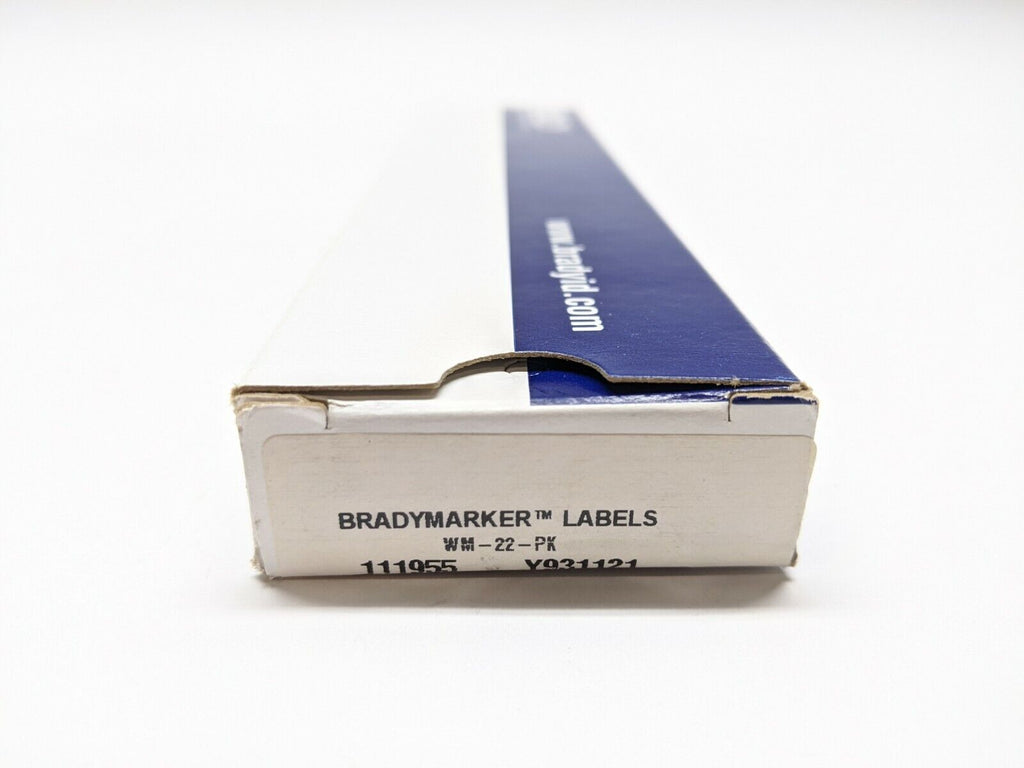 www.bradyid.com
BRADYMARKER™ LABELS
WM-22-PK
111955 Y931121